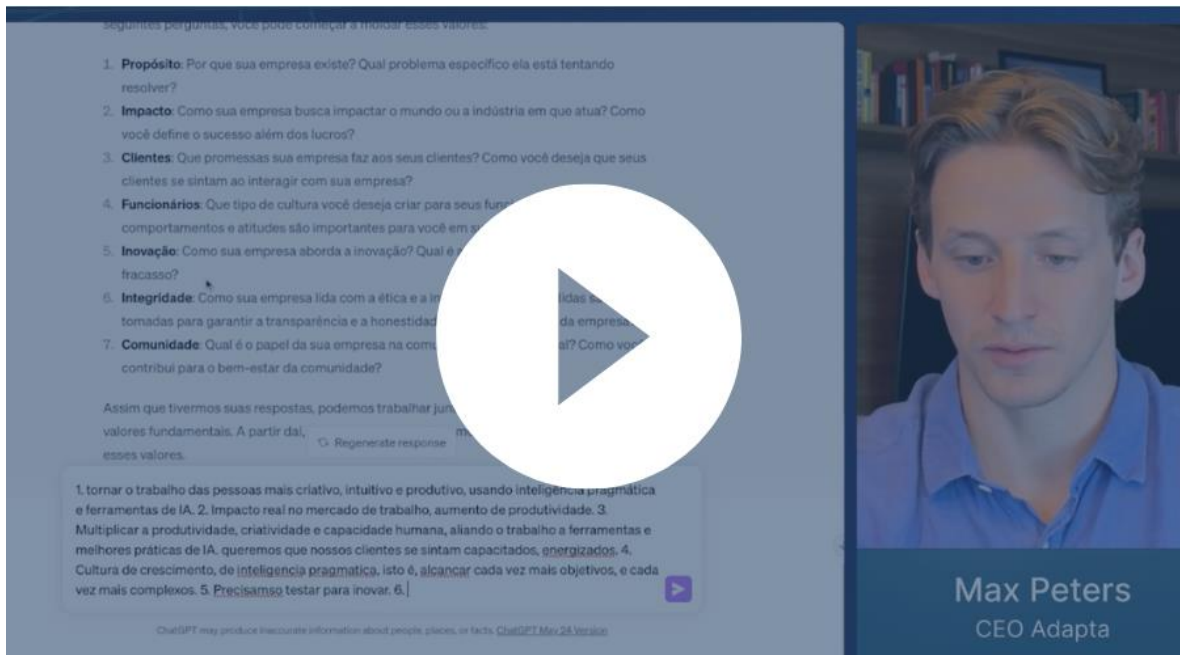 seguintes perguntas, você pode começar a moldar esses valores:
1. Propósito: Por que sua empresa existe? Qual problema específico ela está tentando
resolver?
2. Impacto: Como sua empresa busca impactar o mundo ou a indústria em que atua? Como
você define o sucesso além dos lucros?
3. Clientes: Que promessas sua empresa faz aos seus clientes? Como você deseja que seus
clientes se sintam ao interagir com sua empresa?
4. Funcionários: Que tipo de cultura você deseja criar para seus
comportamentos e atitudes são importantes para você em
5. Inovação: Como sua empresa aborda a inovação? Qual é
fracasso?
6. Integridade: Como sua empresa lida com a ética e a
tomadas para garantir a transparência e a honestidad da empresa
7. Comunidade: Qual é o papel da sua empresa na Como
contribui para o bem-estar da comunidade?
Assim que tivermos suas respostas, podemos trabalhar
valores fundamentais. A partir daí,
Regenerate response
esses valores.
1. tornar o trabalho das pessoas mais criativo, intuitivo e produtivo, usando inteligência pragmática
e ferramentas de IA. 2. Impacto real no mercado de trabalho, aumento de produtividade. 3.
Multiplicar a produtividade, criatividade e capacidade humana, aliando o trabalho a ferramentas e
melhores práticas de IA. queremos que nossos clientes se sintam capacitados, energizados. 4.
Cultura de crescimento, de inteligencia pragmatica, isto é, alcançar cada vez mais objetivos, e cada
vez mais complexos. 5. Precisamso testar para inovar. 6.
ChatGPT may produce inaccurate information about people, places, or facts. ChatGPT May 24 Version
Max Peters
CEO Adapta